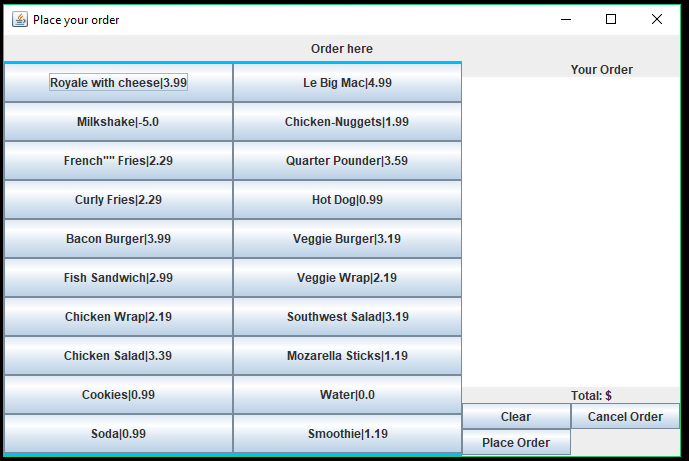 Place your order
Order here
Royale with cheese|3.99
Le Big Mac|4.99
Milkshake|-5.0
Chicken-Nuggets|1.99
French"" Fries|2.29
Quarter Pounder|3.59
Curly Fries|2.29
Hot Dog|0.99
Bacon Burger|3.99
Veggie Burger|3.19
Fish Sandwich|2.99
Veggie Wrap|2.19
Chicken Wrap|2.19
Southwest Salad|3.19
Chicken Salad|3.39
Mozarella Sticks|1.19
Cookies|0.99
Water|0.0
Soda|0.99
Smoothie|1.19
Your Order
Total: $
Clear
Cancel Order
Place Order